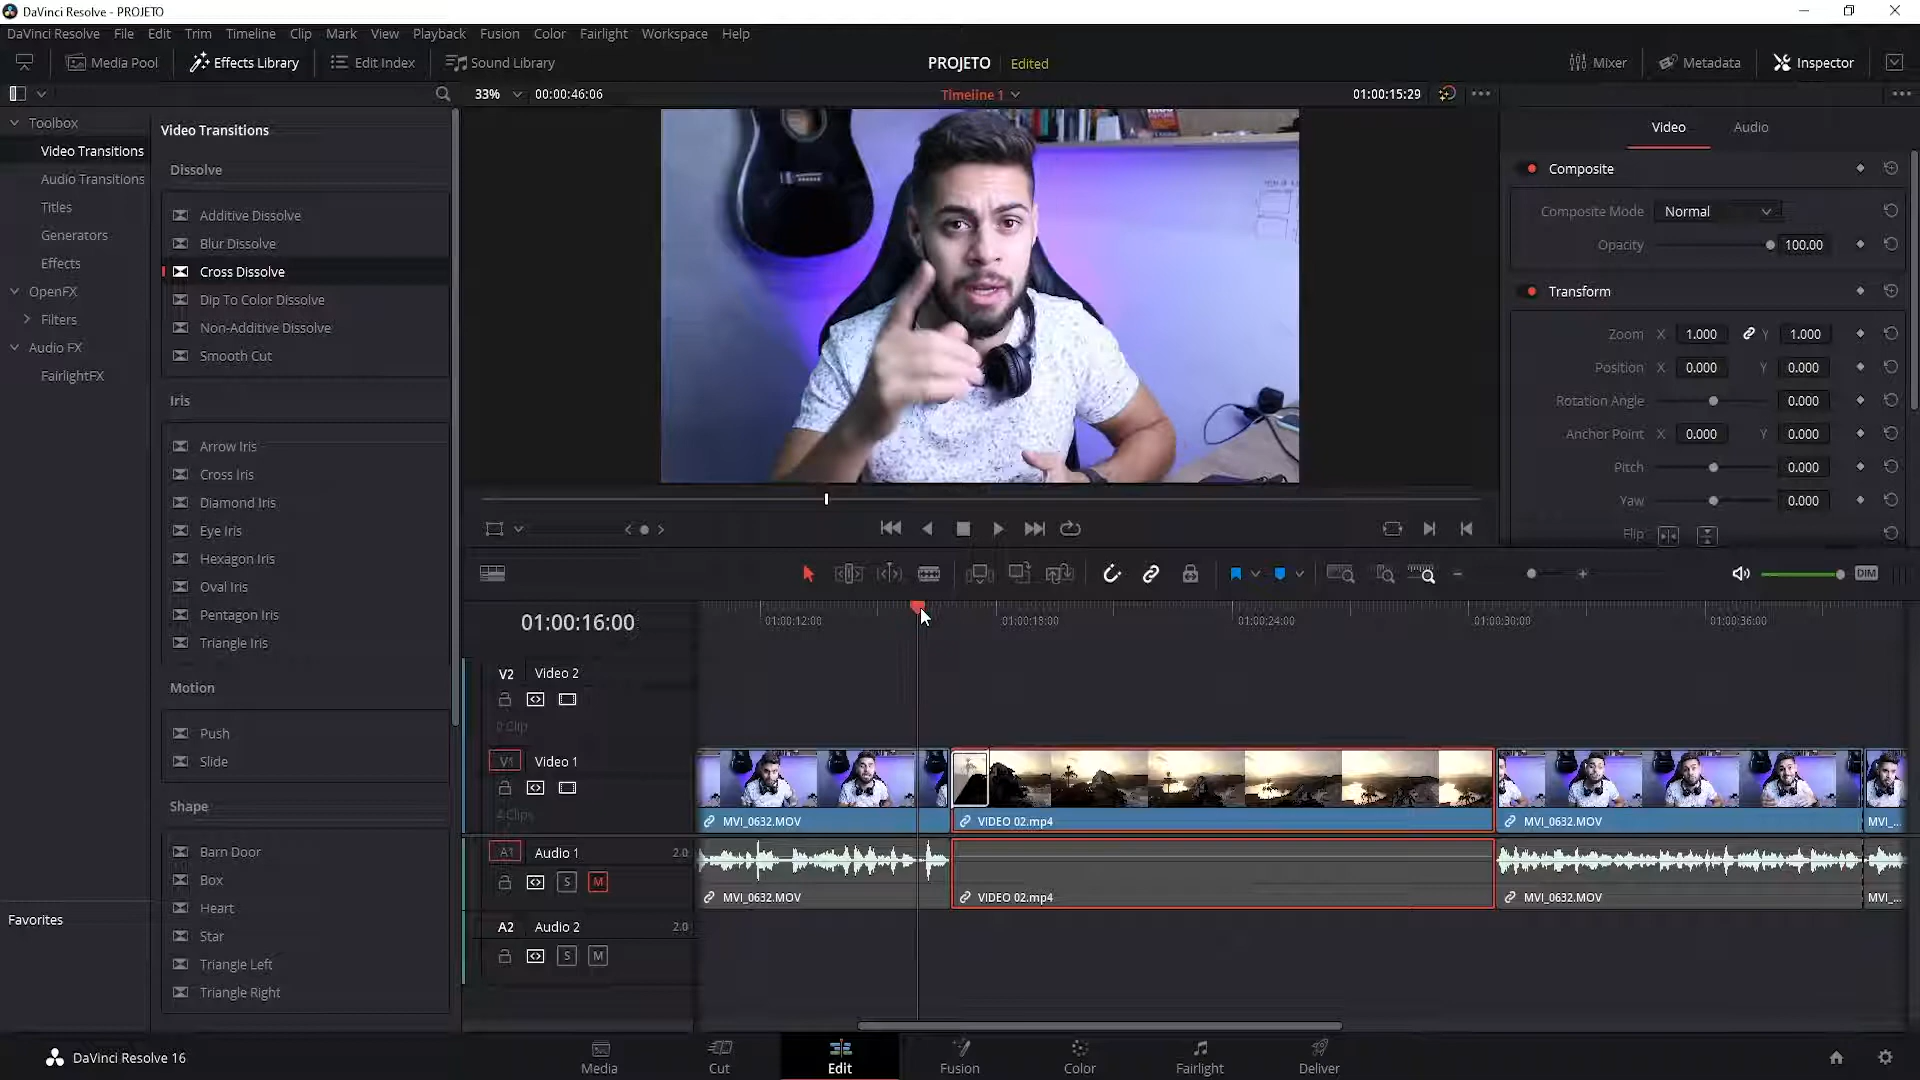 DaVinci Resolve - PROJETO
DaVinci Resolve File Edit Trim Timeline Clip Mark View Playback Fusion Color Fairlight Workspace Help
Media Pool Effects Library Edit Index Sound Library PROJETO Edited Mixer Metadata Inspector
33% 00:00:46:06 Timeline 1 01:00:15:29
Toolbox
Video Transitions
Audio Transitions
Titles
Generators
Effects
OpenFX
Filters
Audio FX
FairlightFX
Favorites
Video Transitions
Dissolve
Additive Dissolve
Blur Dissolve
Cross Dissolve
Dip To Color Dissolve
Non-Additive Dissolve
Smooth Cut
Iris
Arrow Iris
Cross Iris
Diamond Iris
Eye Iris
Hexagon Iris
Oval Iris
Pentagon Iris
Triangle Iris
Motion
Push
Slide
Shape
Barn Door
Box
Heart
Star
Triangle Left
Triangle Right
Video Audio
Composite
Composite Mode Normal
Opacity 100.00
Transform
Zoom X 1.000 Y 1.000
Position X 0.000 Y 0.000
Rotation Angle 0.000
Anchor Point X 0.000 Y 0.000
Pitch 0.000
Yaw 0.000
Flip
DIM
01:00:16:00
01:00:12:00 01:00:18:00 01:00:24:00 01:00:30:00 01:00:36:00
V2 Video 2
0 Clip
V1 Video 1
4 Clips
MVI_0632.MOV VIDEO 02.mp4 MVI_0632.MOV MVI_...
A1 Audio 1 2.0
S M
MVI_0632.MOV VIDEO 02.mp4 MVI_0632.MOV MVI_...
A2 Audio 2 2.0
S M
DaVinci Resolve 16
Media Cut Edit Fusion Color Fairlight Deliver